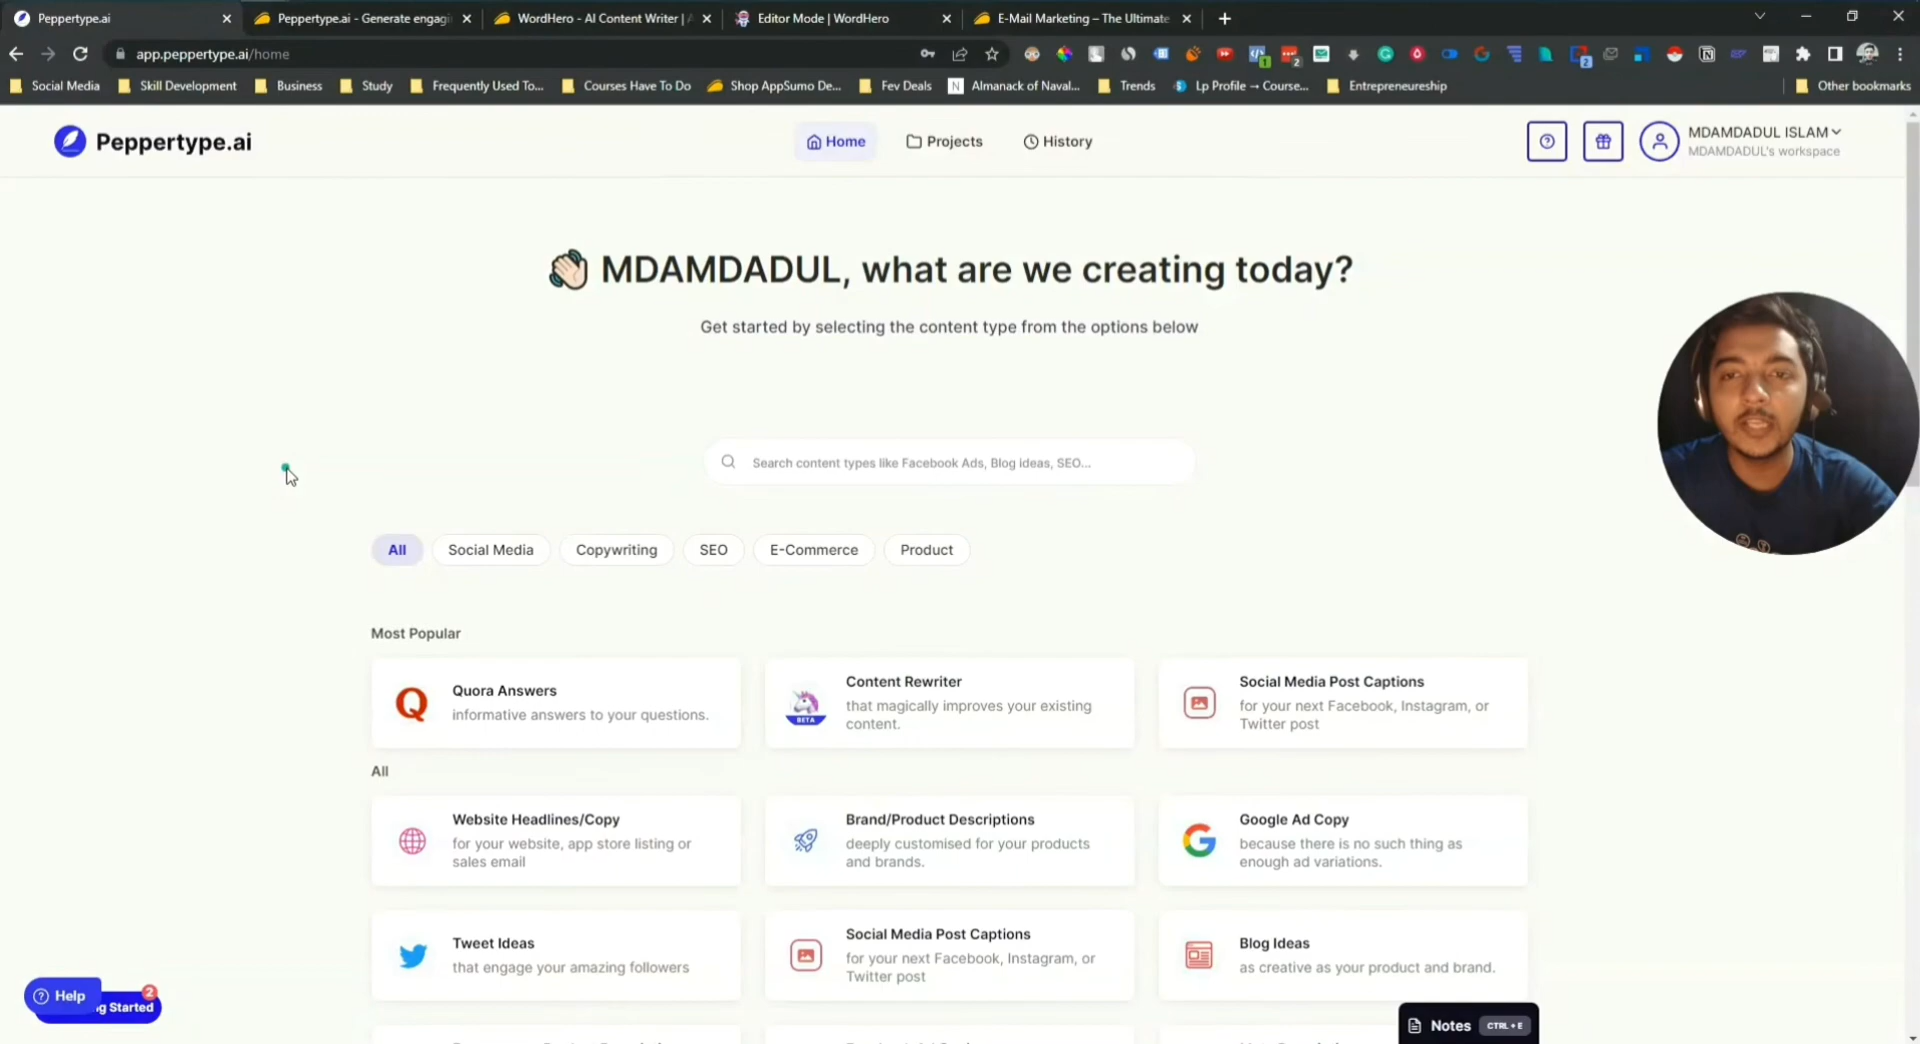 Peppertype.ai
Peppertype.ai - Generate engagi
WordHero - AI Content Writer |
Editor Mode | WordHero
E-Mail Marketing – The Ultimate
app.peppertype.ai/home
1
2
2
Social Media
Skill Development
Business
Study
Frequently Used To...
Courses Have To Do
Shop AppSumo De...
Fev Deals
N
Almanack of Naval...
Trends
Lp Profile → Course...
Entrepreneureship
Other bookmarks
Peppertype.ai
Home
Projects
History
MDAMDADUL ISLAM
MDAMDADUL's workspace
MDAMDADUL, what are we creating today?
Get started by selecting the content type from the options below
Search content types like Facebook Ads, Blog ideas, SEO...
All
Social Media
Copywriting
SEO
E-Commerce
Product
Most Popular
Q
Quora Answers
informative answers to your questions.
BETA
Content Rewriter
that magically improves your existing
content.
Social Media Post Captions
for your next Facebook, Instagram, or
Twitter post
All
Website Headlines/Copy
for your website, app store listing or
sales email
Brand/Product Descriptions
deeply customised for your products
and brands.
G
Google Ad Copy
because there is no such thing as
enough ad variations.
Tweet Ideas
that engage your amazing followers
Social Media Post Captions
for your next Facebook, Instagram, or
Twitter post
Blog Ideas
as creative as your product and brand.
Help
2
g Started
Notes
CTRL + E